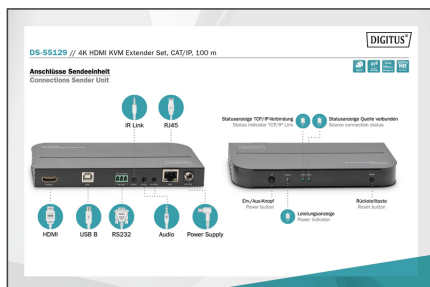 DIGITUS®
DS-55129 // 4K HDMI KVM Extender Set, CAT/IP, 100 m
Anschlüsse Sendeeinheit
Connections Sender Unit
IR Link
RJ45
Statusanzeige TCP/IP-Verbindung
Status indicator TCP/IP Link
Statusanzeige Quelle verbunden
Source connection status
DIGITUS
HDMI
USB B
RS232
Audio
Power Supply
Ein-/Aus-Knopf
Power button
Leistungsanzeige
Power indicator
Rückstelltaste
Reset button